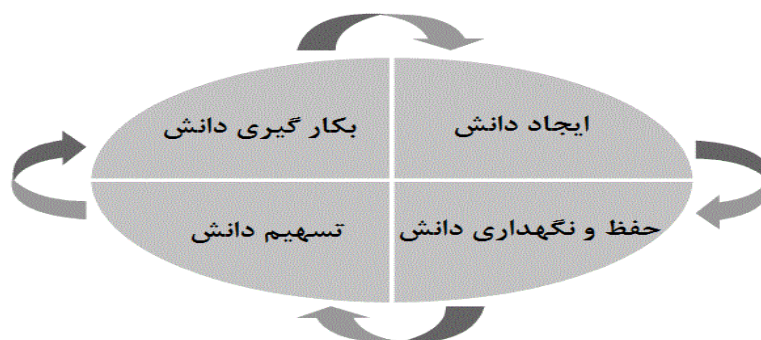 ایجاد دانش
بکار گیری دانش
حفظ و نگهداری دانش
تسهیم دانش